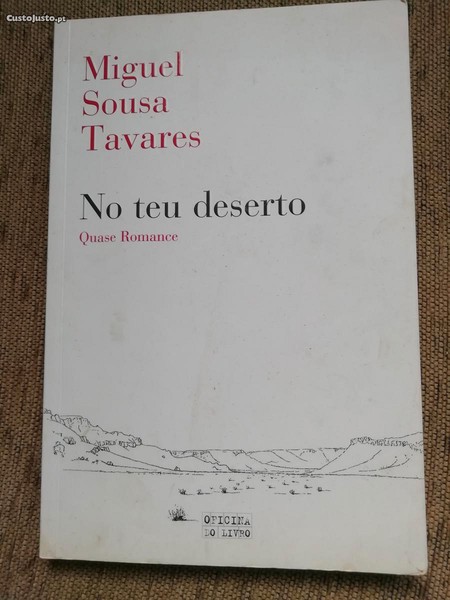 CustoJusto.pt
Miguel
Sousa
Tavares
No teu deserto
Quase Romance
OFICINA
DO LIVRO